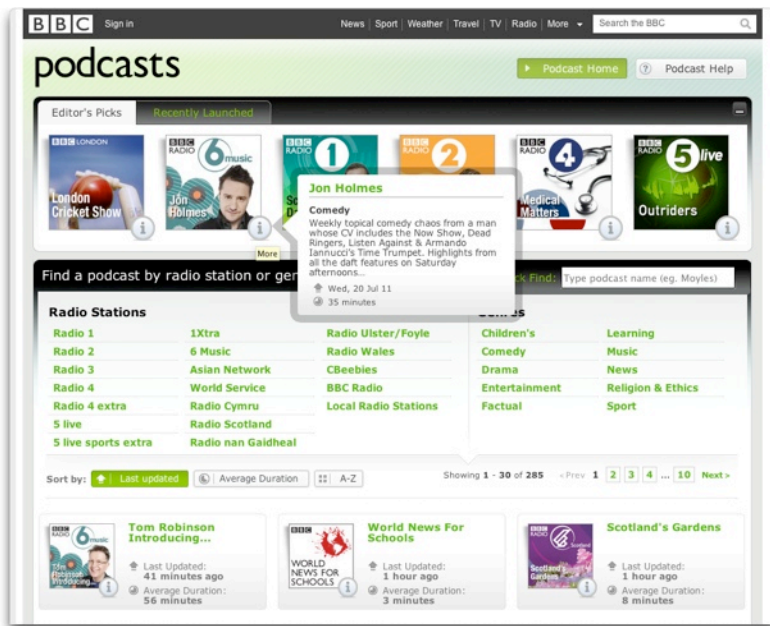 BBC Sign in News Sport Weather Travel TV Radio More Search the BBC
podcasts
Podcast Home ? Podcast Help
Editor's Picks Recently Launched
BBC LONDON
London
Cricket Show
i
BBC
RADIO 6 music
Jon
Holmes
i
BBC
RADIO 1
BBC
RADIO 2
BBC
RADIO 4
Medical
Matters
i
BBC
RADIO 5 live
Outriders
i
More
Jon Holmes
Comedy
Weekly topical comedy chaos from a man
whose CV includes the Now Show, Dead
Ringers, Listen Against & Armando
Iannucci's Time Trumpet. Highlights from
all the daft features on Saturday
afternoons...
Wed, 20 Jul 11
35 minutes
Find a podcast by radio station or Find: Type podcast name (eg. Moyles)
Radio Stations
Radio 1 1Xtra Radio Ulster/Foyle Children's Learning
Radio 2 6 Music Radio Wales Comedy Music
Radio 3 Asian Network CBeebies Drama News
Radio 4 World Service BBC Radio Entertainment Religion & Ethics
Radio 4 extra Radio Cymru Local Radio Stations Factual Sport
5 live Radio Scotland
5 live sports extra Radio nan Gaidheal
Sort by: Last updated Average Duration A-Z Showing 1 - 30 of 285 <Prev 1 2 3 4 ... 10 Next>
BBC
RADIO 6 music
Tom
Robinson
Introducing...
i
Tom Robinson
Introducing...
Last Updated:
41 minutes ago
Average Duration:
56 minutes
BBC
WORLD
NEWS FOR
SCHOOLS
i
World News For
Schools
Last Updated:
1 hour ago
Average Duration:
3 minutes
BBC
RADIO Scotland
Scotland's
Gardens
i
Scotland's Gardens
Last Updated:
1 hour ago
Average Duration:
8 minutes